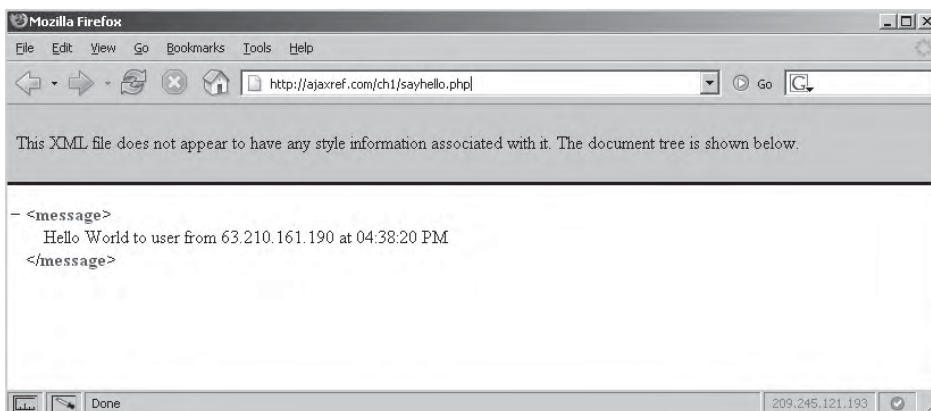 Mozilla Firefox
File Edit View Go Bookmarks Tools Help
http://ajaxref.com/ch1/sayhello.php Go G
This XML file does not appear to have any style information associated with it. The document tree is shown below.
– <message>
Hello World to user from 63.210.161.190 at 04:38:20 PM
</message>
Done 209.245.121.193